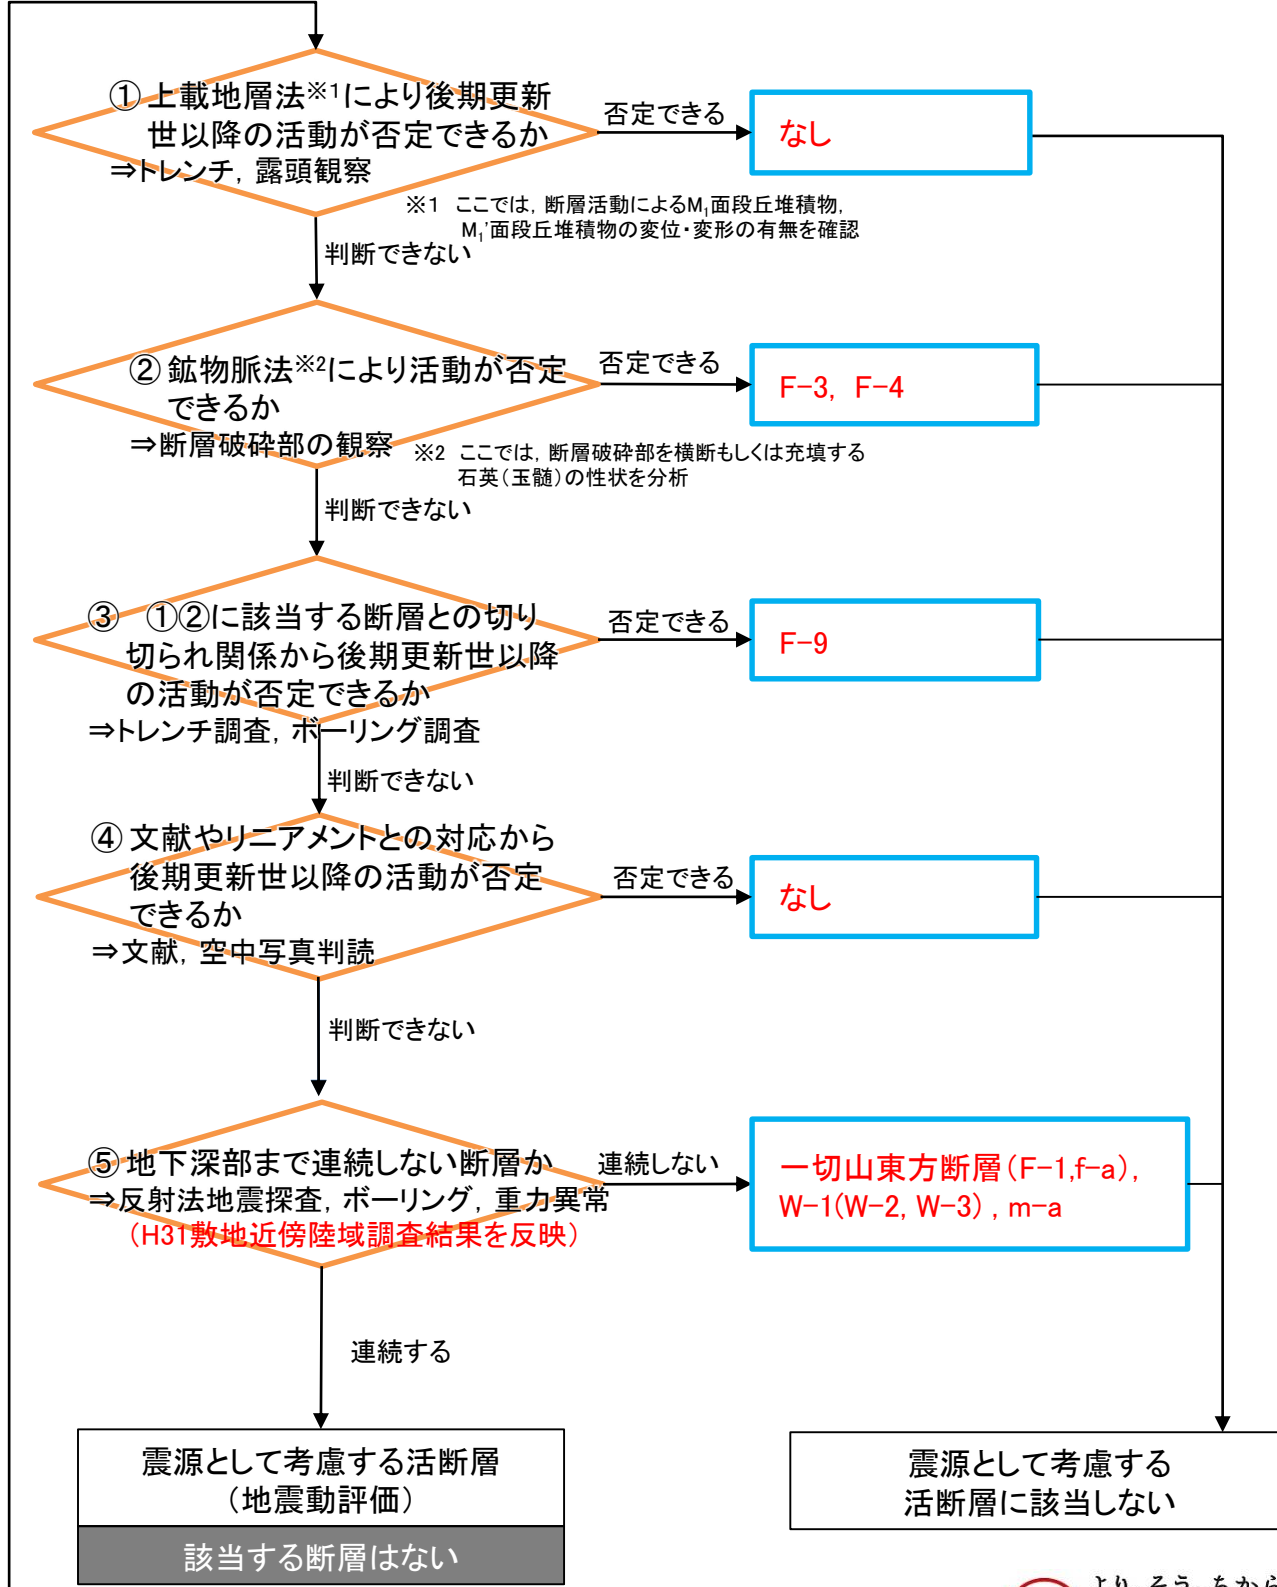 ① 上載地層法※1により後期更新
世以降の活動が否定できるか
⇒トレンチ，露頭観察
否定できる
なし
※1 ここでは，断層活動によるM1面段丘堆積物，
M1’面段丘堆積物の変位・変形の有無を確認
判断できない
② 鉱物脈法※2により活動が否定
できるか
⇒断層破砕部の観察
否定できる
F-3, F-4
※2 ここでは，断層破砕部を横断もしくは充填する
石英（玉髄）の性状を分析
判断できない
③ ①②に該当する断層との切り
切られ関係から後期更新世以降
の活動が否定できるか
⇒トレンチ調査，ボーリング調査
否定できる
F-9
判断できない
④ 文献やリニアメントとの対応から
後期更新世以降の活動が否定
できるか
⇒文献，空中写真判読
否定できる
なし
判断できない
⑤ 地下深部まで連続しない断層か
⇒反射法地震探査，ボーリング，重力異常
（H31敷地近傍陸域調査結果を反映）
連続しない
一切山東方断層（F-1,f-a），
W-1(W-2, W-3) , m-a
連続する
震源として考慮する活断層
（地震動評価）
該当する断層はない
震源として考慮する
活断層に該当しない
より，そう，ちから